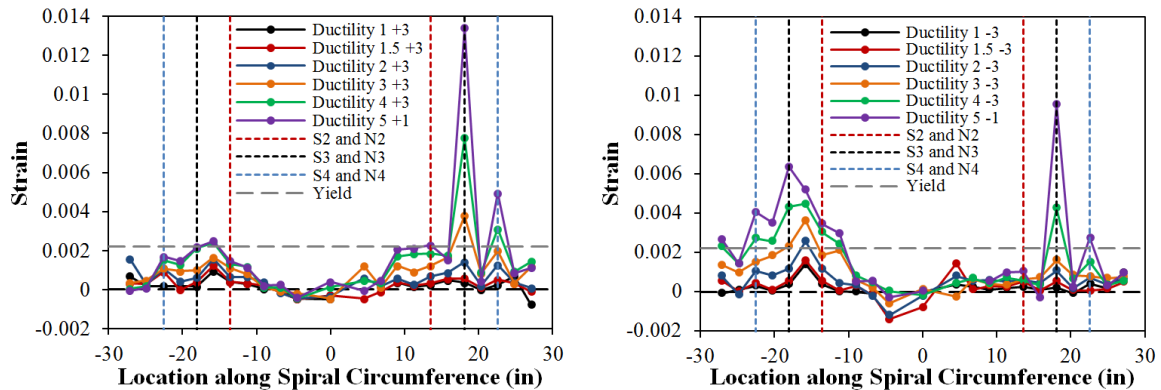 0.014
0.012
0.01
0.008
0.006
0.004
0.002
0
-0.002
Strain
Ductility 1 +3
Ductility 1.5 +3
Ductility 2 +3
Ductility 3 +3
Ductility 4 +3
Ductility 5 +1
S2 and N2
S3 and N3
S4 and N4
Yield
-30 -20 -10 0 10 20 30
Location along Spiral Circumference (in)
0.014
0.012
0.01
0.008
0.006
0.004
0.002
0
-0.002
Strain
Ductility 1 -3
Ductility 1.5 -3
Ductility 2 -3
Ductility 3 -3
Ductility 4 -3
Ductility 5 -1
S2 and N2
S3 and N3
S4 and N4
Yield
-30 -20 -10 0 10 20 30
Location along Spiral Circumference (in)